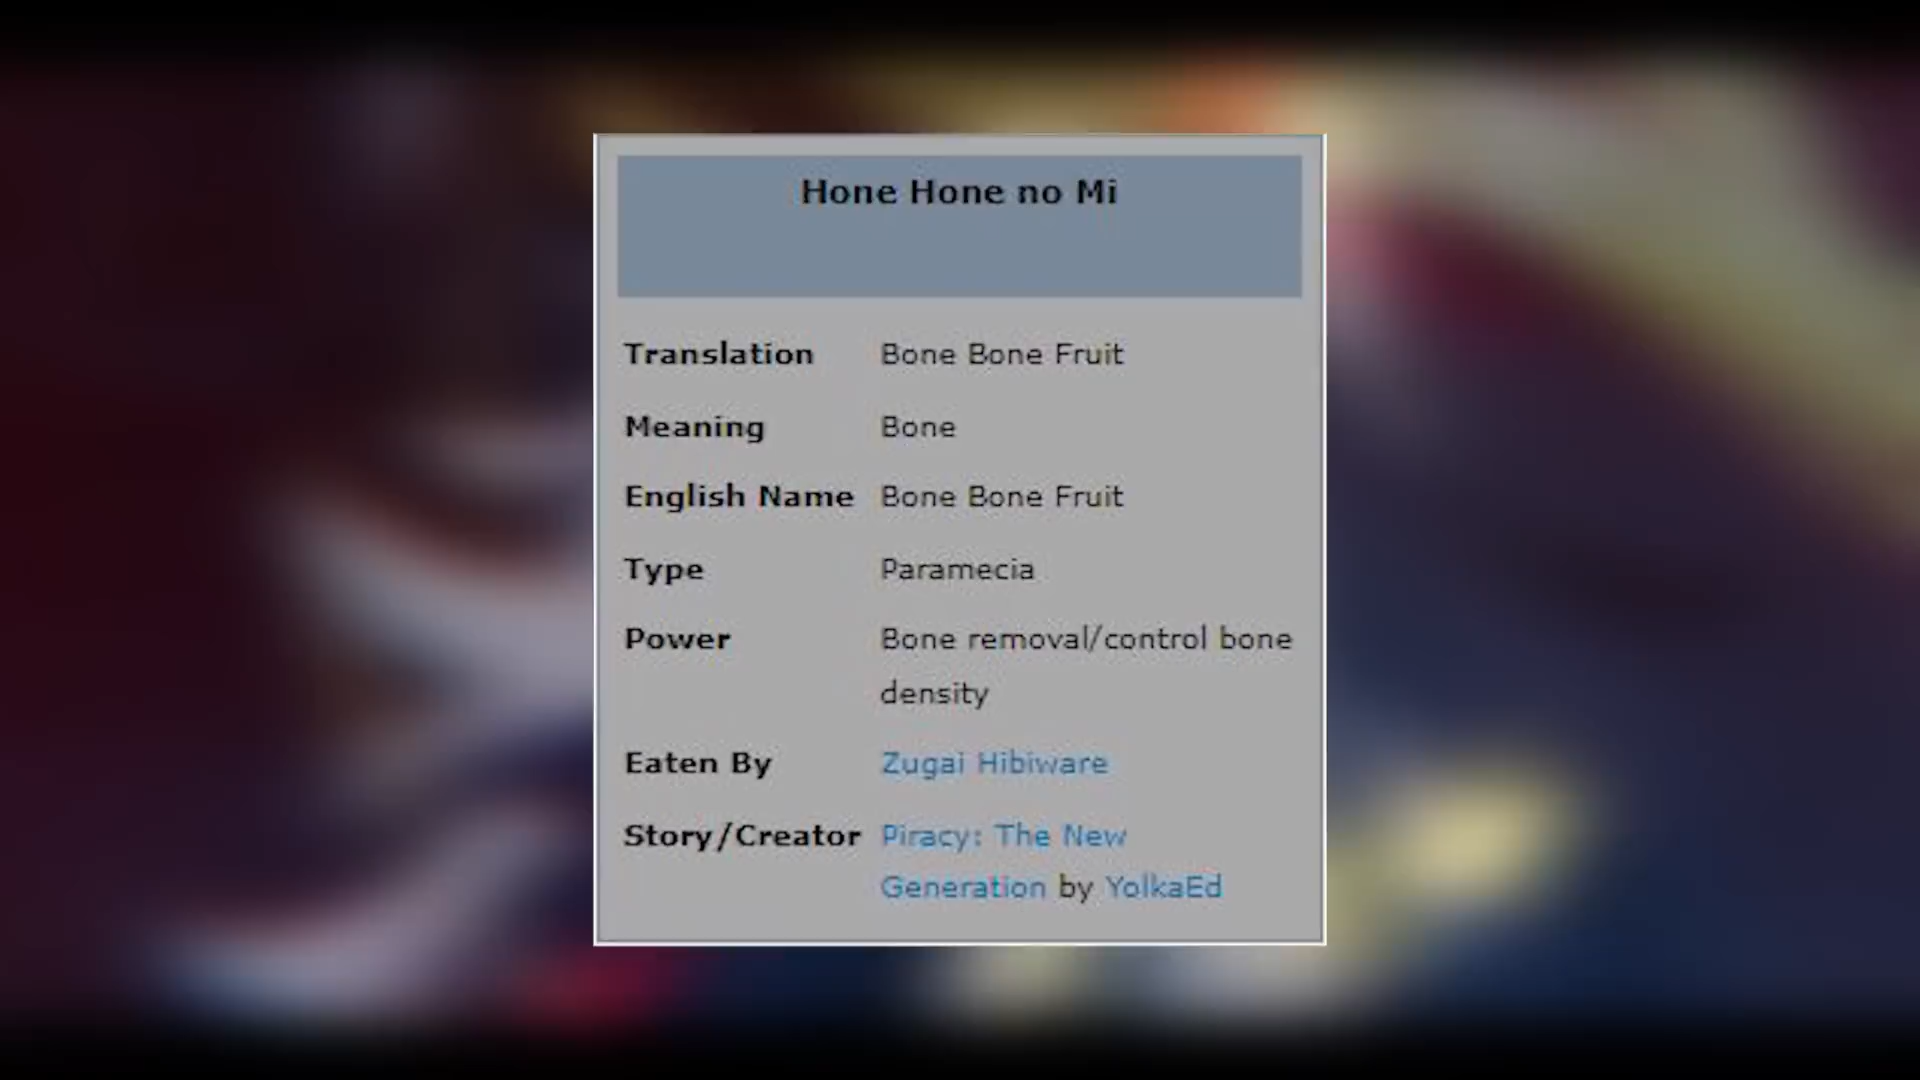 Hone Hone no Mi
Translation Bone Bone Fruit
Meaning Bone
English Name Bone Bone Fruit
Type Paramecia
Power Bone removal/control bone
density
Eaten By Zugai Hibiware
Story/Creator Piracy: The New
Generation by YolkaEd